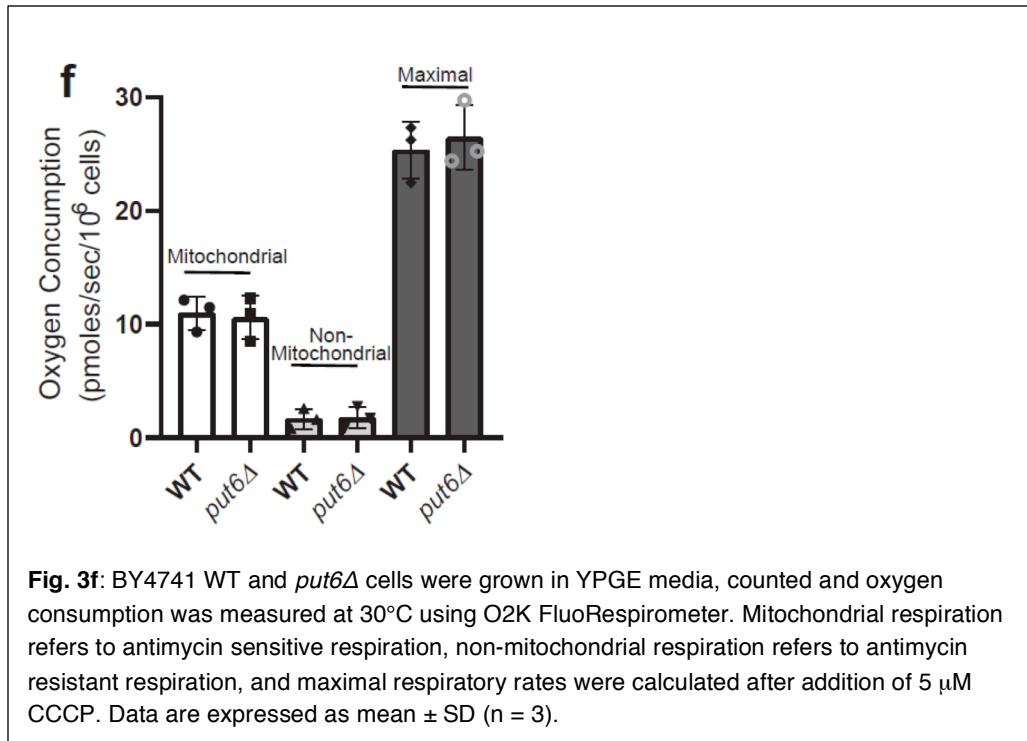 f
Maximal
30
20
10
0
Oxygen Concumption
(pmoles/sec/10⁶ cells)
Mitochondrial
Non-
Mitochondrial
WT
put6Δ
WT
put6Δ
WT
put6Δ
Fig. 3f: BY4741 WT and put6Δ cells were grown in YPGE media, counted and oxygen
consumption was measured at 30°C using O2K FluoRespirometer. Mitochondrial respiration
refers to antimycin sensitive respiration, non-mitochondrial respiration refers to antimycin
resistant respiration, and maximal respiratory rates were calculated after addition of 5 μM
CCCP. Data are expressed as mean ± SD (n = 3).